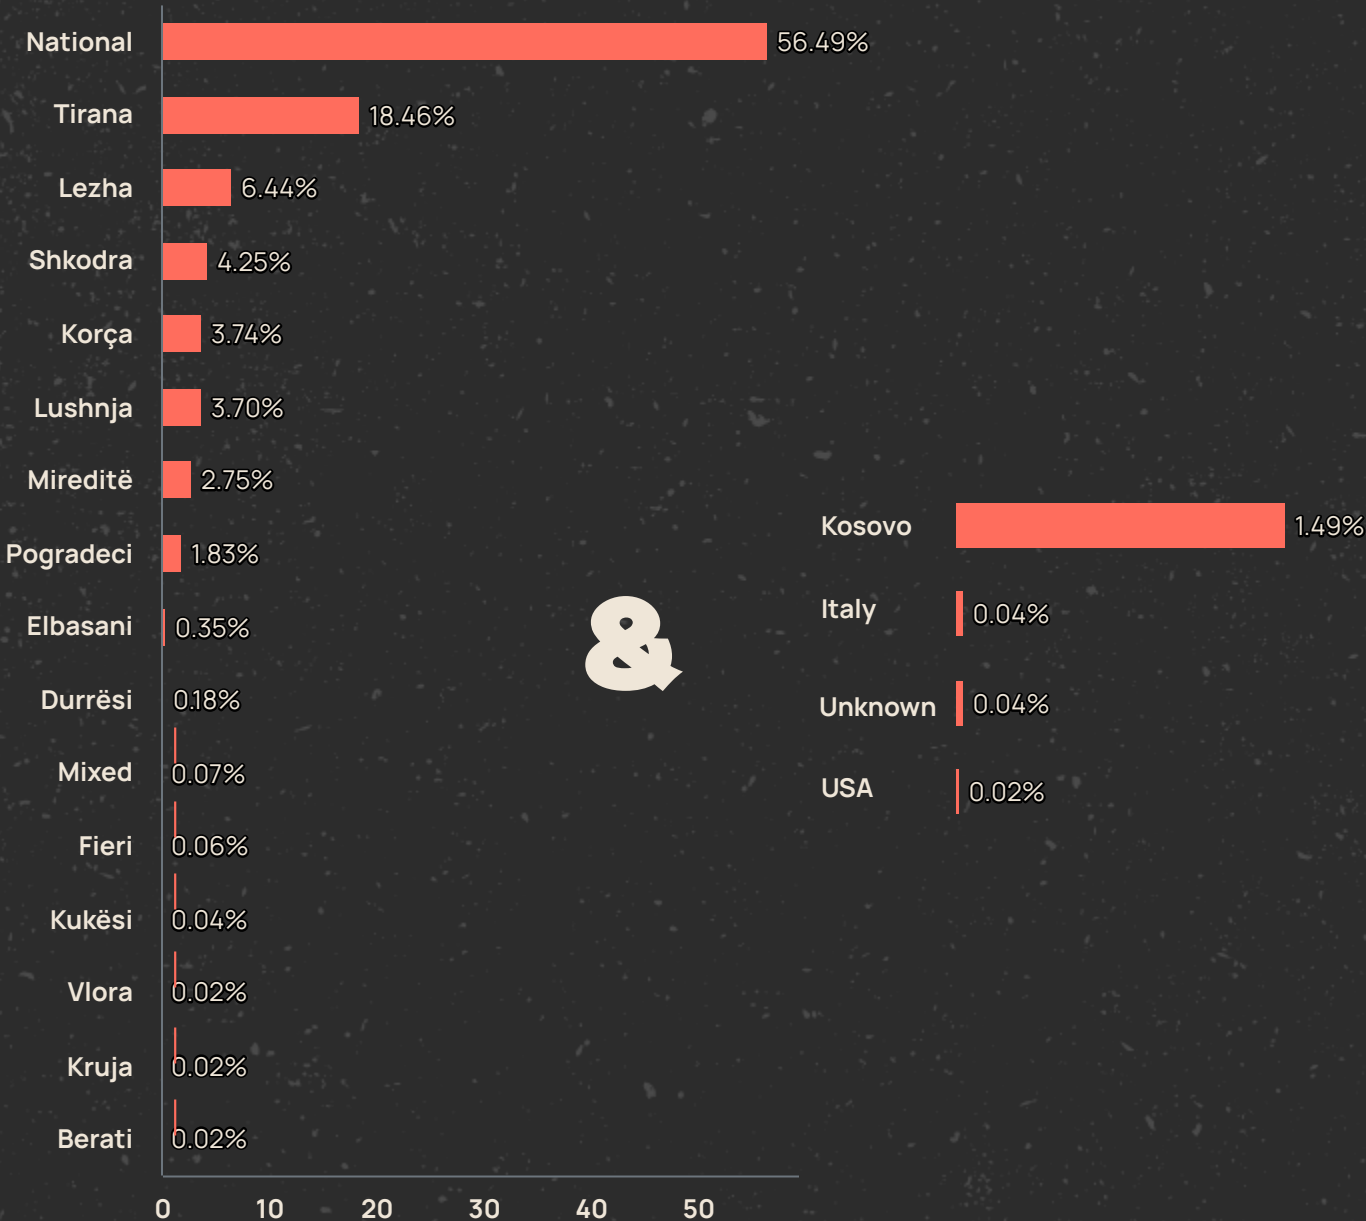 National 56.49%
Tirana 18.46%
Lezha 6.44%
Shkodra 4.25%
Korça 3.74%
Lushnja 3.70%
Mireditë 2.75%
Pogradeci 1.83%
Elbasani 0.35%
Durrësi 0.18%
Mixed 0.07%
Fieri 0.06%
Kukësi 0.04%
Vlora 0.02%
Kruja 0.02%
Berati 0.02%
0 10 20 30 40 50
&
Kosovo 1.49%
Italy 0.04%
Unknown 0.04%
USA 0.02%